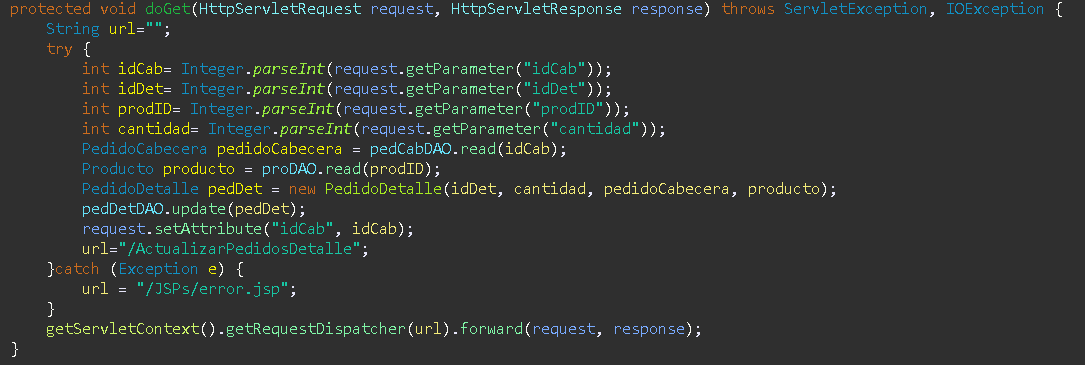 protected void doGet(HttpServletRequest request, HttpServletResponse response) throws ServletException, IOException {
    String url="";
    try {
        int idCab= Integer.parseInt(request.getParameter("idCab"));
        int idDet= Integer.parseInt(request.getParameter("idDet"));
        int prodID= Integer.parseInt(request.getParameter("prodID"));
        int cantidad= Integer.parseInt(request.getParameter("cantidad"));
        PedidoCabecera pedidoCabecera = pedCabDAO.read(idCab);
        Producto producto = proDAO.read(prodID);
        PedidoDetalle pedDet = new PedidoDetalle(idDet, cantidad, pedidoCabecera, producto);
        pedDetDAO.update(pedDet);
        request.setAttribute("idCab", idCab);
        url="/ActualizarPedidosDetalle";
    }catch (Exception e) {
        url = "/JSPs/error.jsp";
    }
    getServletContext().getRequestDispatcher(url).forward(request, response);
}